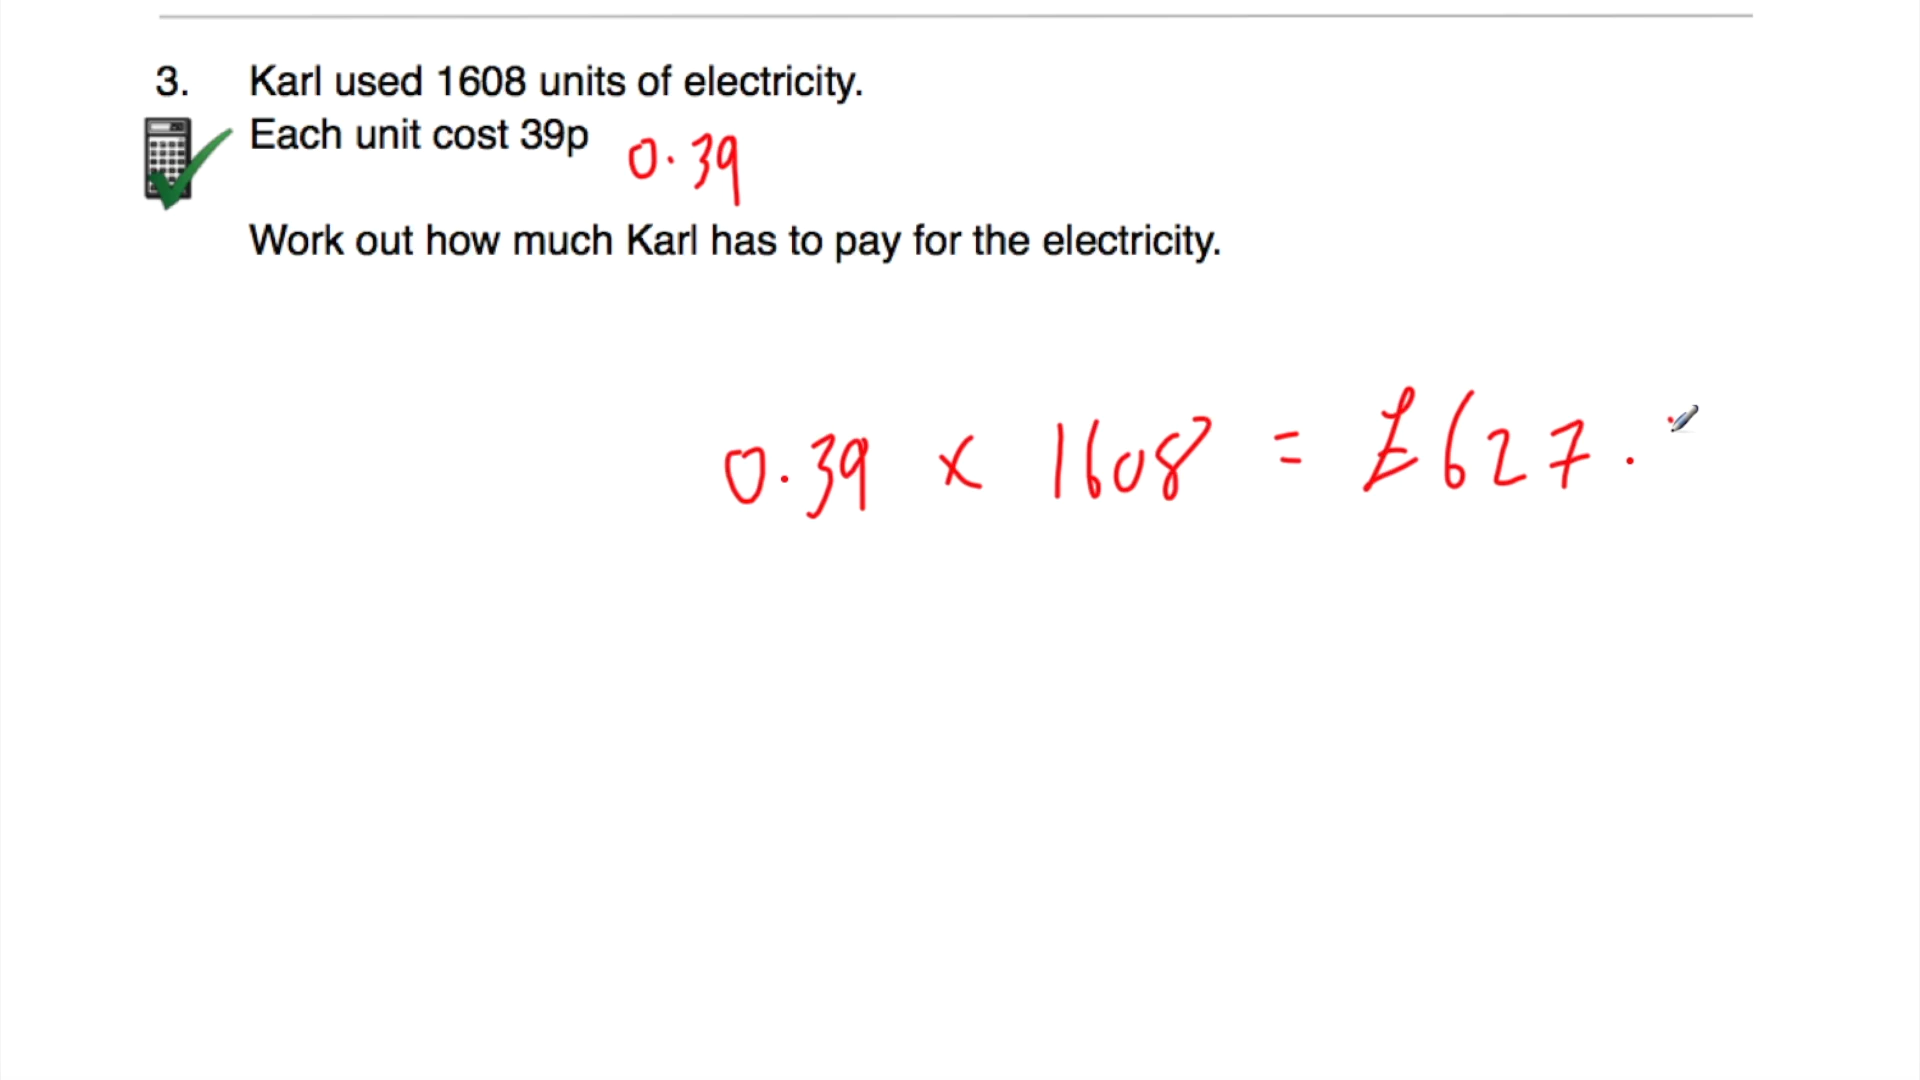 3. Karl used 1608 units of electricity.
Each unit cost 39p 0.39
Work out how much Karl has to pay for the electricity.
0.39 x 1608 = £627.